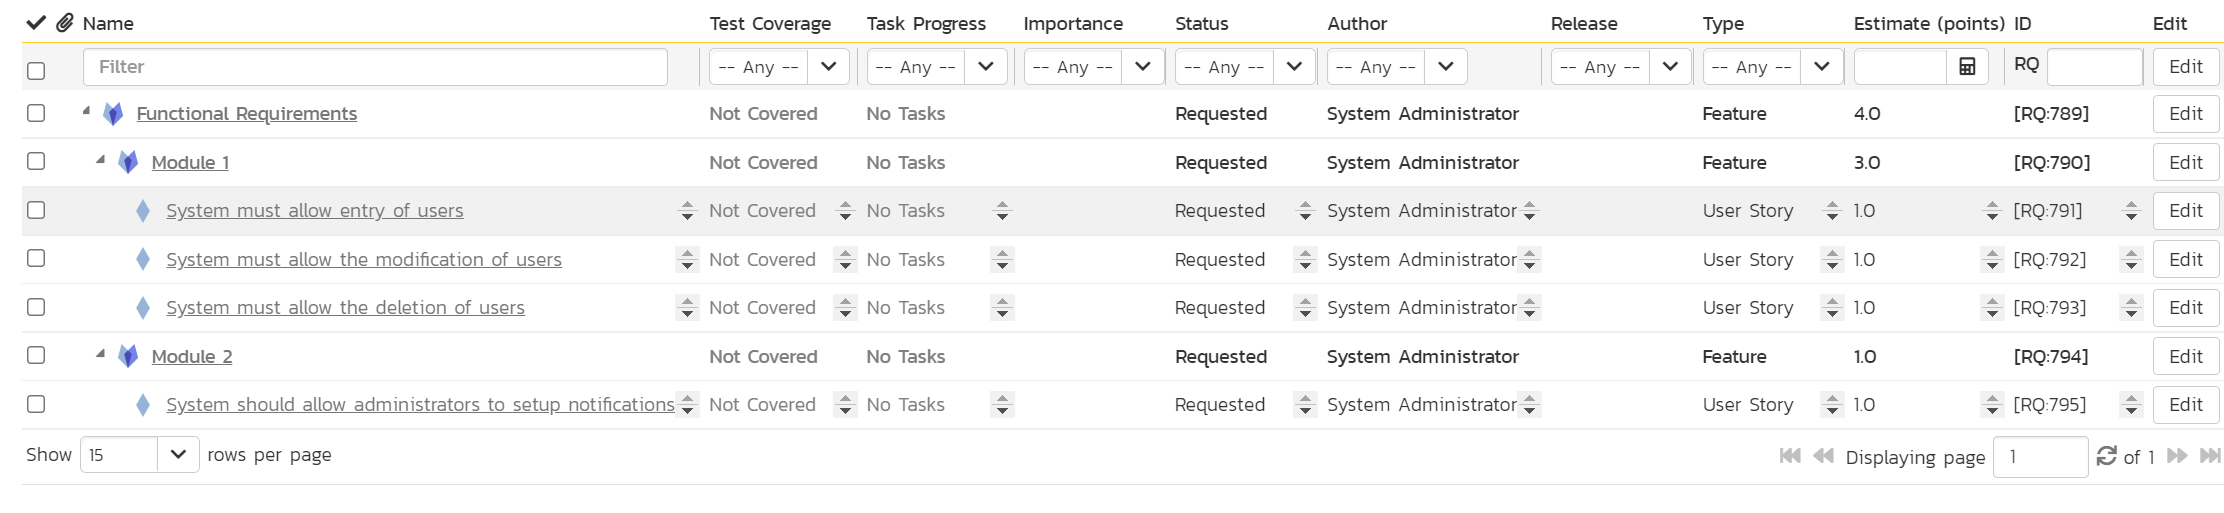 Name Test Coverage Task Progress Importance Status Author Release Type Estimate (points) ID Edit
Filter -- Any -- -- Any -- -- Any -- -- Any -- -- Any -- -- Any -- -- Any -- RQ Edit
Functional Requirements Not Covered No Tasks Requested System Administrator Feature 4.0 [RQ:789] Edit
Module 1 Not Covered No Tasks Requested System Administrator Feature 3.0 [RQ:790] Edit
System must allow entry of users Not Covered No Tasks Requested System Administrator User Story 1.0 [RQ:791] Edit
System must allow the modification of users Not Covered No Tasks Requested System Administrator User Story 1.0 [RQ:792] Edit
System must allow the deletion of users Not Covered No Tasks Requested System Administrator User Story 1.0 [RQ:793] Edit
Module 2 Not Covered No Tasks Requested System Administrator Feature 1.0 [RQ:794] Edit
System should allow administrators to setup notifications Not Covered No Tasks Requested System Administrator User Story 1.0 [RQ:795] Edit
Show 15 rows per page Displaying page 1 of 1